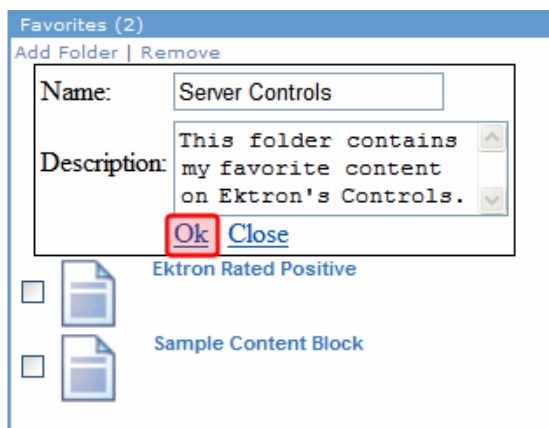 Favorites (2)
Add Folder | Remove
Name: Server Controls
Description: This folder contains
my favorite content
on Ektron's Controls.
Ok Close
Ektron Rated Positive
Sample Content Block